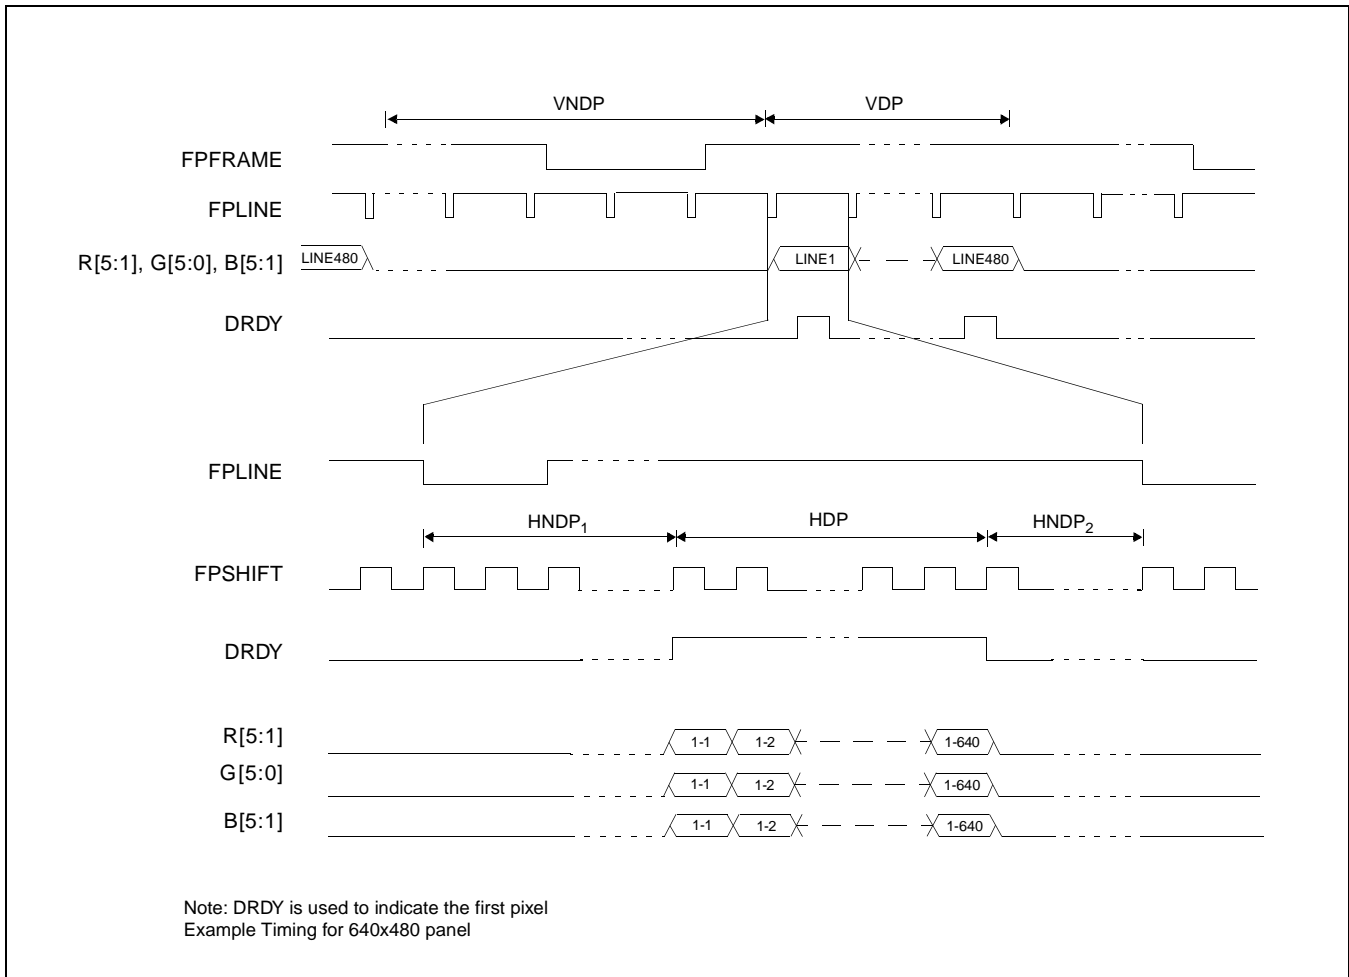 VNDP VDP
FPFRAME
FPLINE
R[5:1], G[5:0], B[5:1] LINE480 LINE1 LINE480
DRDY
FPLINE
HNDP1 HDP HNDP2
FPSHIFT
DRDY
R[5:1] 1-1 1-2 1-640
G[5:0] 1-1 1-2 1-640
B[5:1] 1-1 1-2 1-640
Note: DRDY is used to indicate the first pixel
Example Timing for 640x480 panel